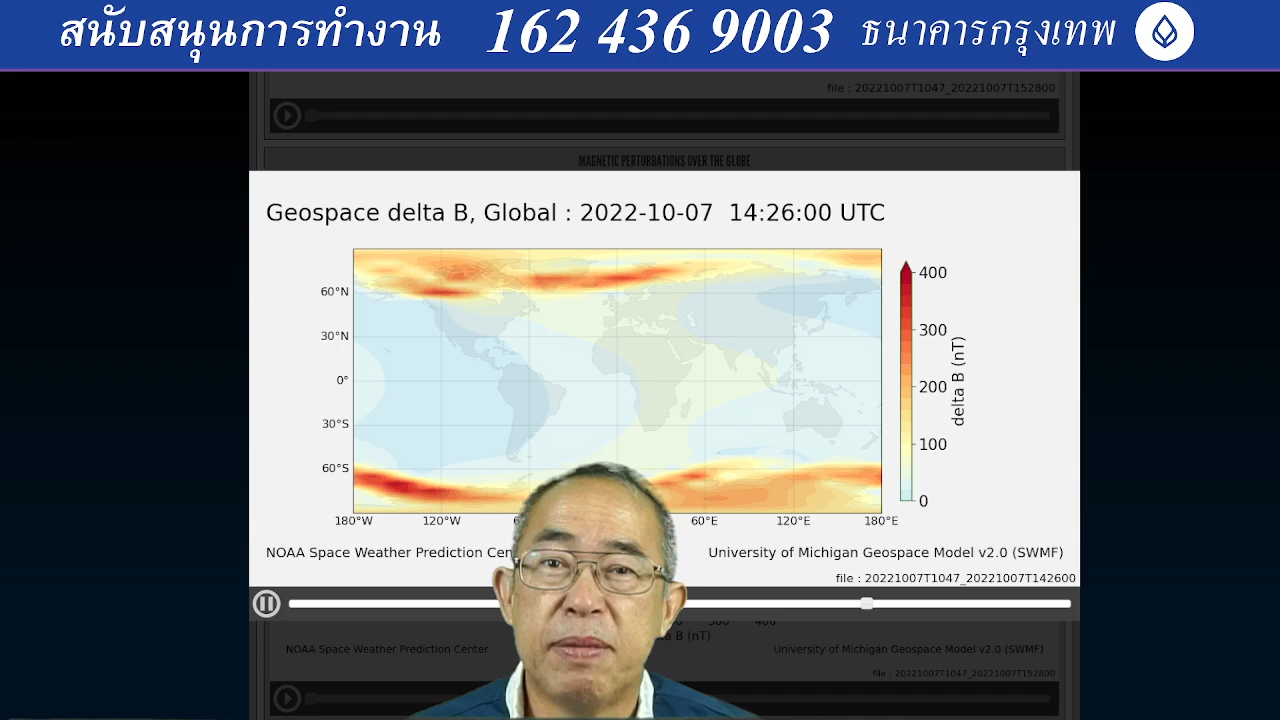 สนับสนุนการทำงาน 162 436 9003 ธนาคารกรุงเทพ
file : 20221007T1047_20221007T152800
MAGNETIC PERTURBATIONS OVER THE GLOBE
Geospace delta B, Global : 2022-10-07 14:26:00 UTC
400
60°N
300
30°N
0°
200
30°S
100
60°S
0
delta B (nT)
180°W 120°W 60°E 120°E 180°E
NOAA Space Weather Prediction Cen University of Michigan Geospace Model v2.0 (SWMF)
file : 20221007T1047_20221007T142600
300 400
ta B (nT)
NOAA Space Weather Prediction Center University of Michigan Geospace Model v2.0 (SWMF)
file : 20221007T1047_20221007T152800